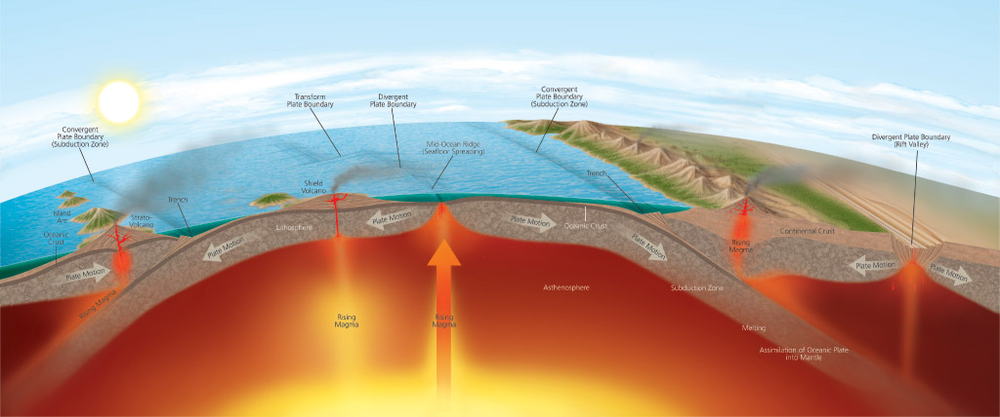 Convergent
Plate Boundary
(Subduction Zone)
Transform
Plate Boundary
Divergent
Plate Boundary
Convergent
Plate Boundary
(Subduction Zone)
Divergent Plate Boundary
(Rift Valley)
Mid-Ocean Ridge
(Seafloor Spreading)
Island
Arc
Strato-
Volcano
Trench
Shield
Volcano
Trench
Oceanic
Crust
Lithosphere
Plate Motion
Plate Motion
Oceanic Crust
Continental Crust
Plate Motion
Plate Motion
Plate Motion
Rising
Magma
Plate Motion
Plate Motion
Rising Magma
Asthenosphere
Subduction Zone
Rising
Magma
Rising
Magma
Melting
Assimilation of Oceanic Plate
into Mantle